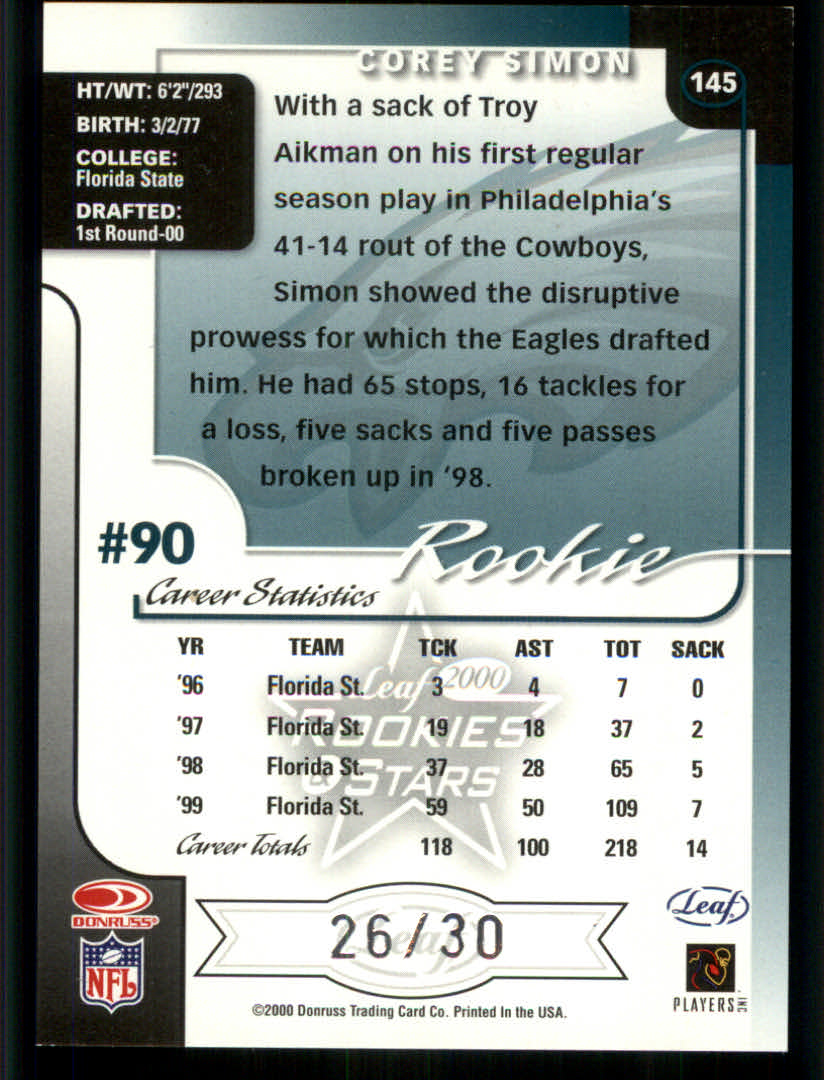 COREY SIMON
145
HT/WT: 6'2"/293
BIRTH: 3/2/77
COLLEGE:
Florida State
DRAFTED:
1st Round-00
With a sack of Troy
Aikman on his first regular
season play in Philadelphia's
41-14 rout of the Cowboys,
Simon showed the disruptive
prowess for which the Eagles drafted
him. He had 65 stops, 16 tackles for
a loss, five sacks and five passes
broken up in '98.
#90
Rookie
Career Statistics
YR TEAM TCK AST TOT SACK
'96 Florida St. 3 4 7 0
'97 Florida St. 19 18 37 2
'98 Florida St. 37 28 65 5
'99 Florida St. 59 50 109 7
Career Totals 118 100 218 14
Leaf 2000
ROOKIES
& STARS
DONRUSS®
NFL
Leaf
26/30
Leaf
PLAYERS INC
©2000 Donruss Trading Card Co. Printed In the USA.